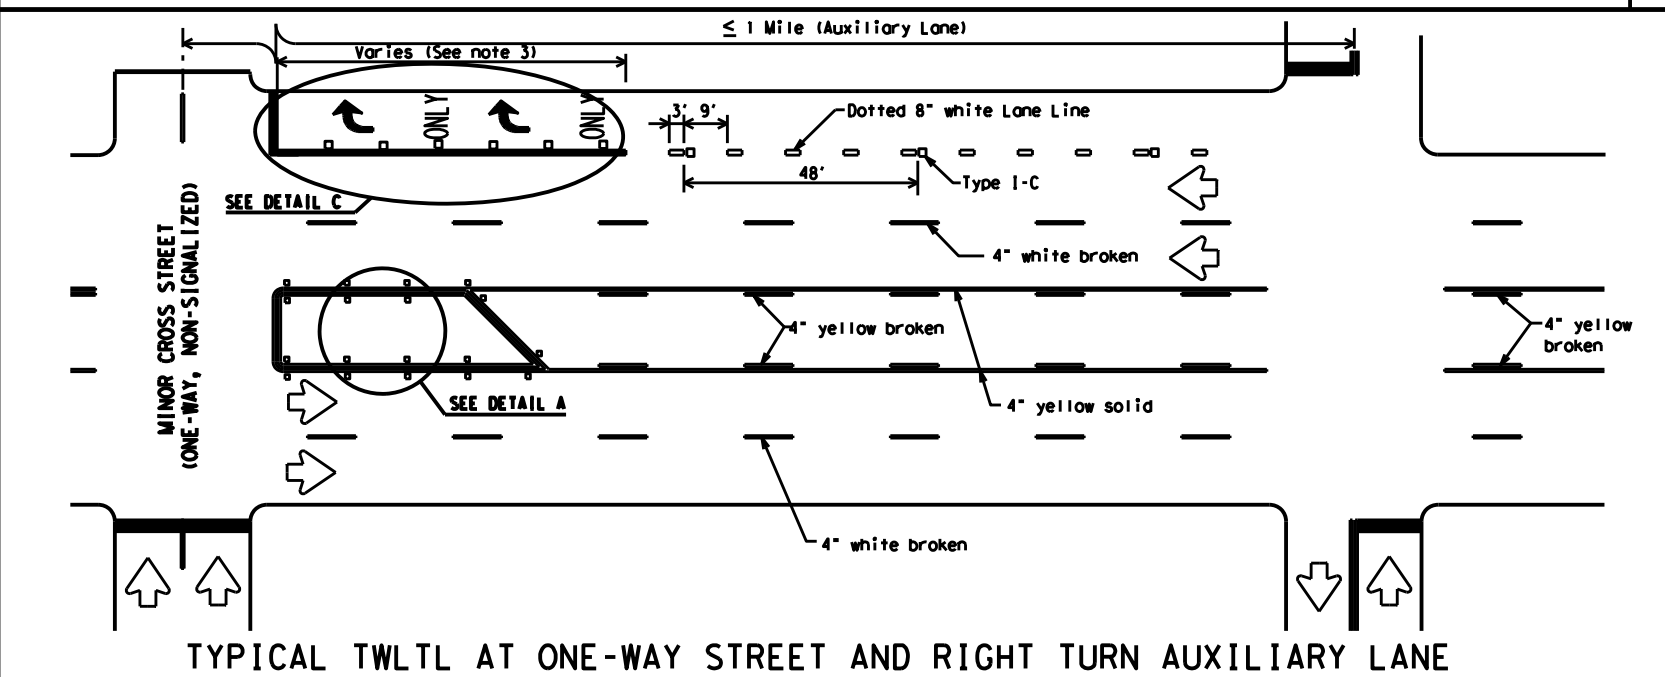 ≤ 1 Mile (Auxiliary Lane)
Varies (See note 3)
ONLY
ONLY
3' 9'
Dotted 8" white Lane Line
48'
Type I-C
SEE DETAIL C
4" white broken
MINOR CROSS STREET
(ONE-WAY, NON-SIGNALIZED)
4" yellow broken
4" yellow
broken
SEE DETAIL A
4" yellow solid
4" white broken
TYPICAL TWLTL AT ONE-WAY STREET AND RIGHT TURN AUXILIARY LANE